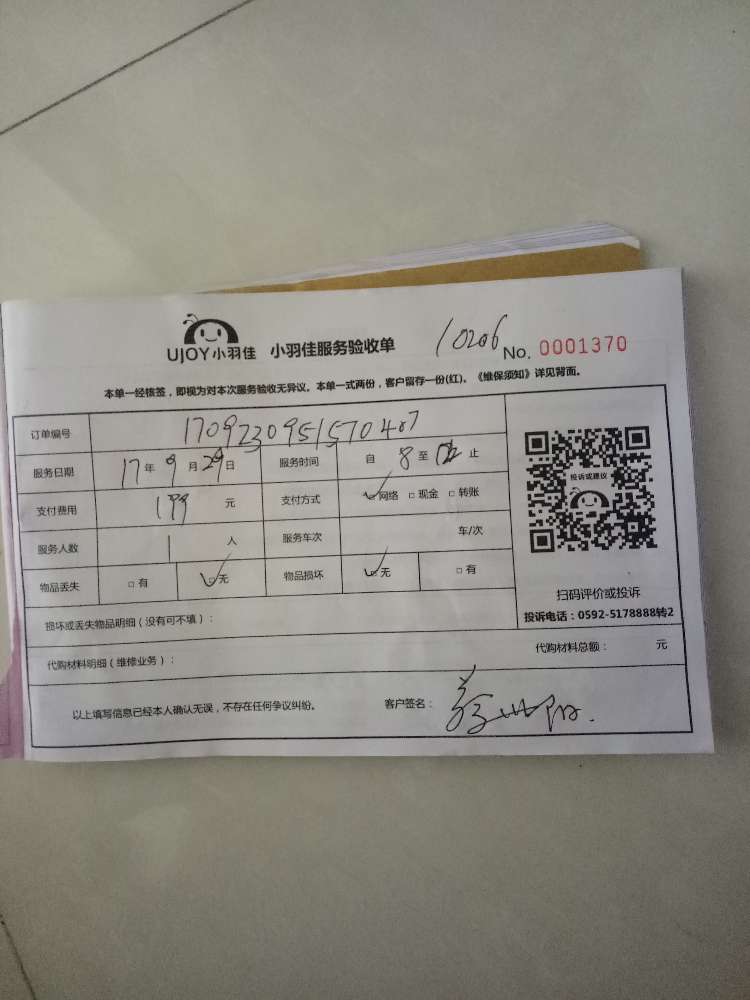 UJOY小羽佳 小羽佳服务验收单 10206 No. 0001370
本单一经核签，即视为对本次服务验收无异议。本单一式两份，客户留存一份(红)。《维保须知》详见背面。
订单编号 1709230951570407
服务日期 17年9月29日 服务时间 自 8 至 止
支付费用 199 元 支付方式 ✓网络 □现金 □转账
服务人数 1 人 服务车次 车/次
物品丢失 □有 ✓无 物品损坏 ✓无 □有
投诉或建议
扫码评价或投诉
投诉电话：0592-5178888转2
损坏或丢失物品明细（没有可不填）：
代购材料明细（维修业务）： 代购材料总额： 元
以上填写信息已经本人确认无误，不存在任何争议纠纷。 客户签名：